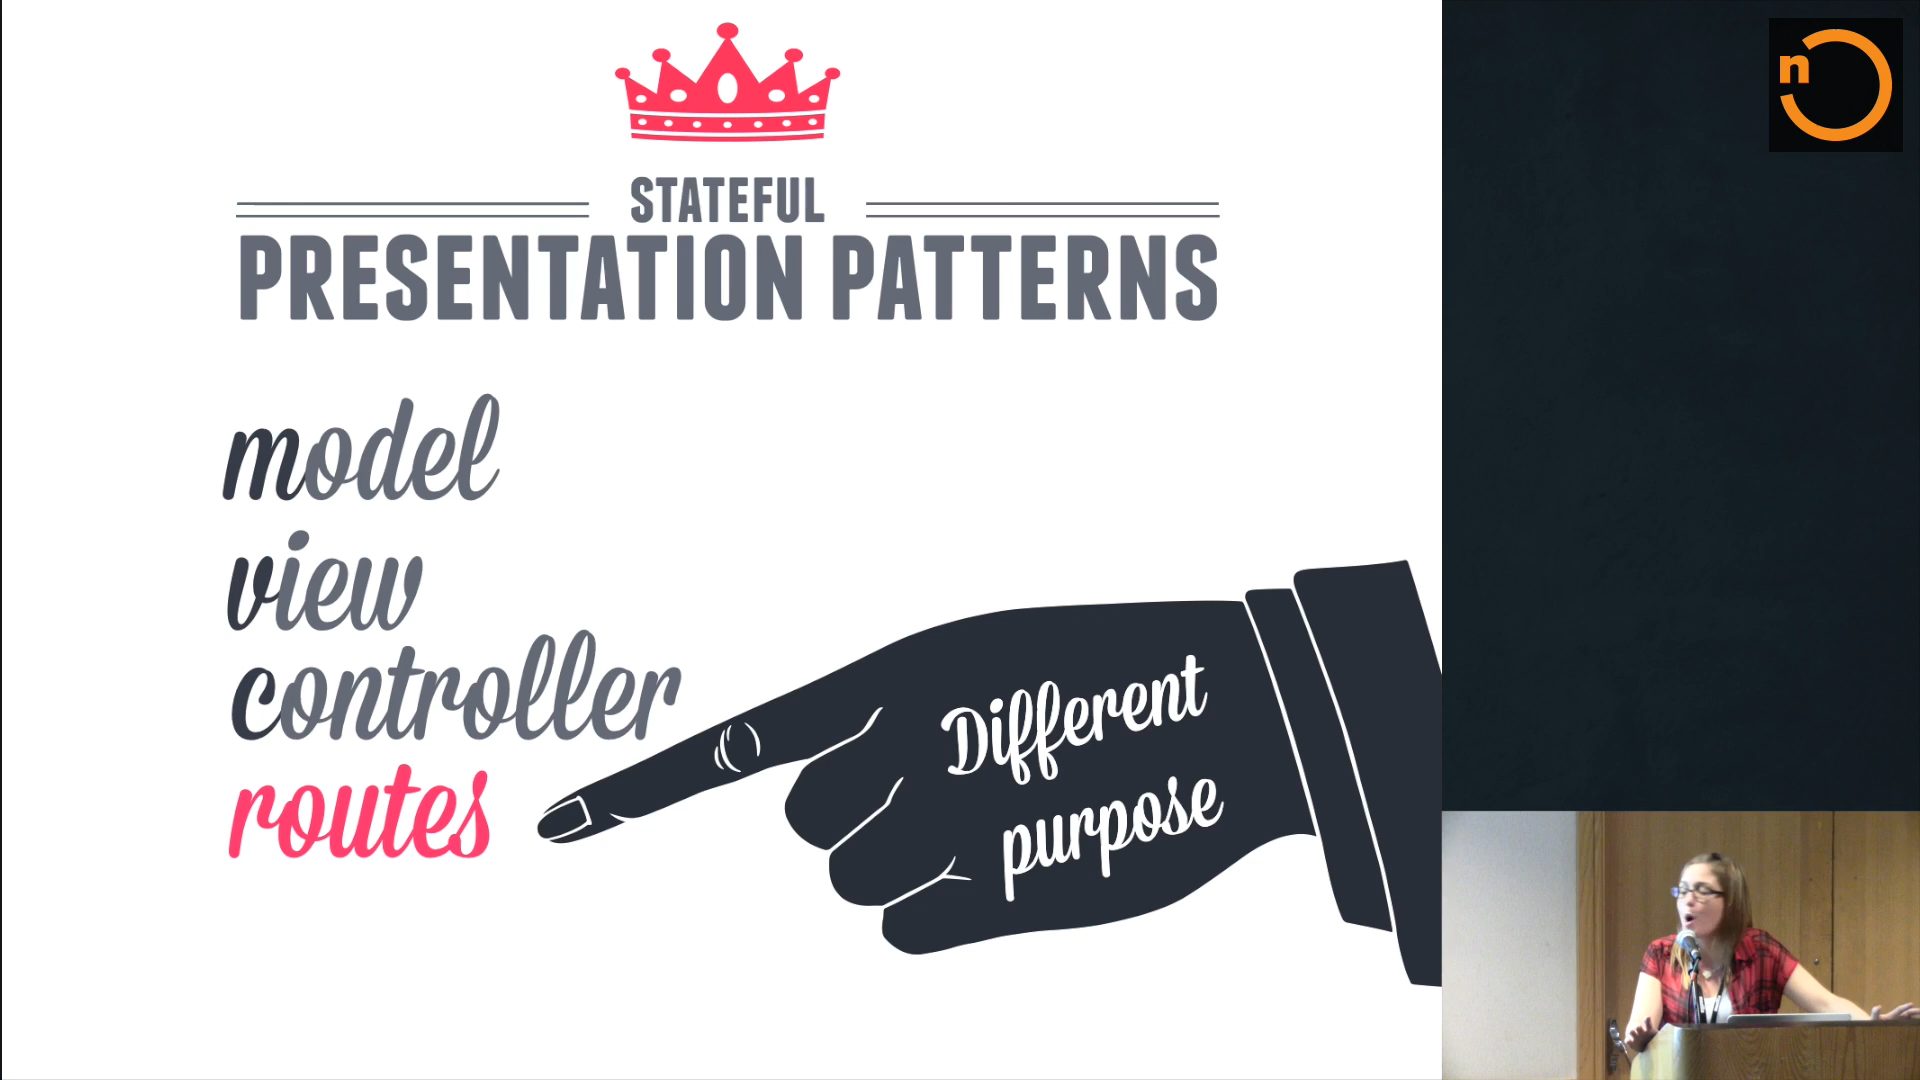 n
STATEFUL
PRESENTATION PATTERNS
model
view
controller
routes
Different
purpose